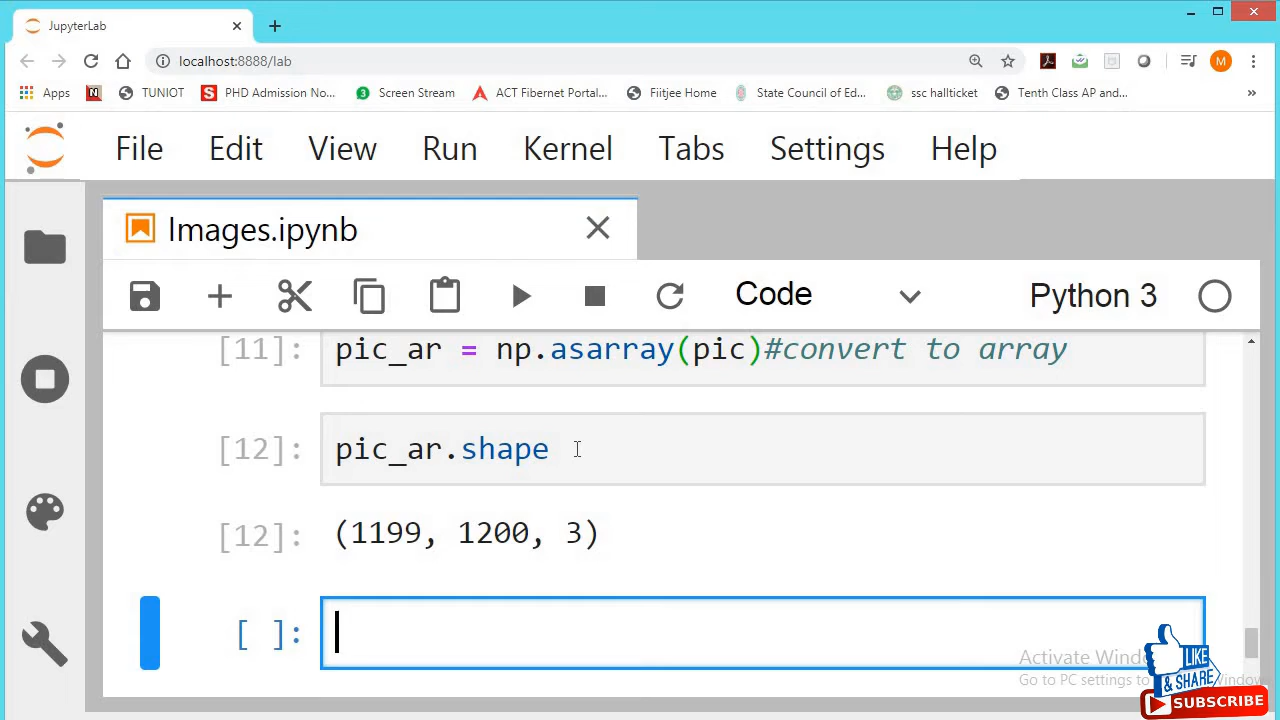 JupyterLab
localhost:8888/lab
M
Apps
N
TUNIOT
S PHD Admission No...
3 Screen Stream
ACT Fibernet Portal...
Fiitjee Home
State Council of Ed...
ssc hallticket
Tenth Class AP and...
»
File Edit View Run Kernel Tabs Settings Help
Images.ipynb
Code
Python 3
[11]: pic_ar = np.asarray(pic)#convert to array
[12]: pic_ar.shape
[12]: (1199, 1200, 3)
[ ]:
Activate Windo
Go to PC settings to
indows.
LIKE
& SHARE
SUBSCRIBE